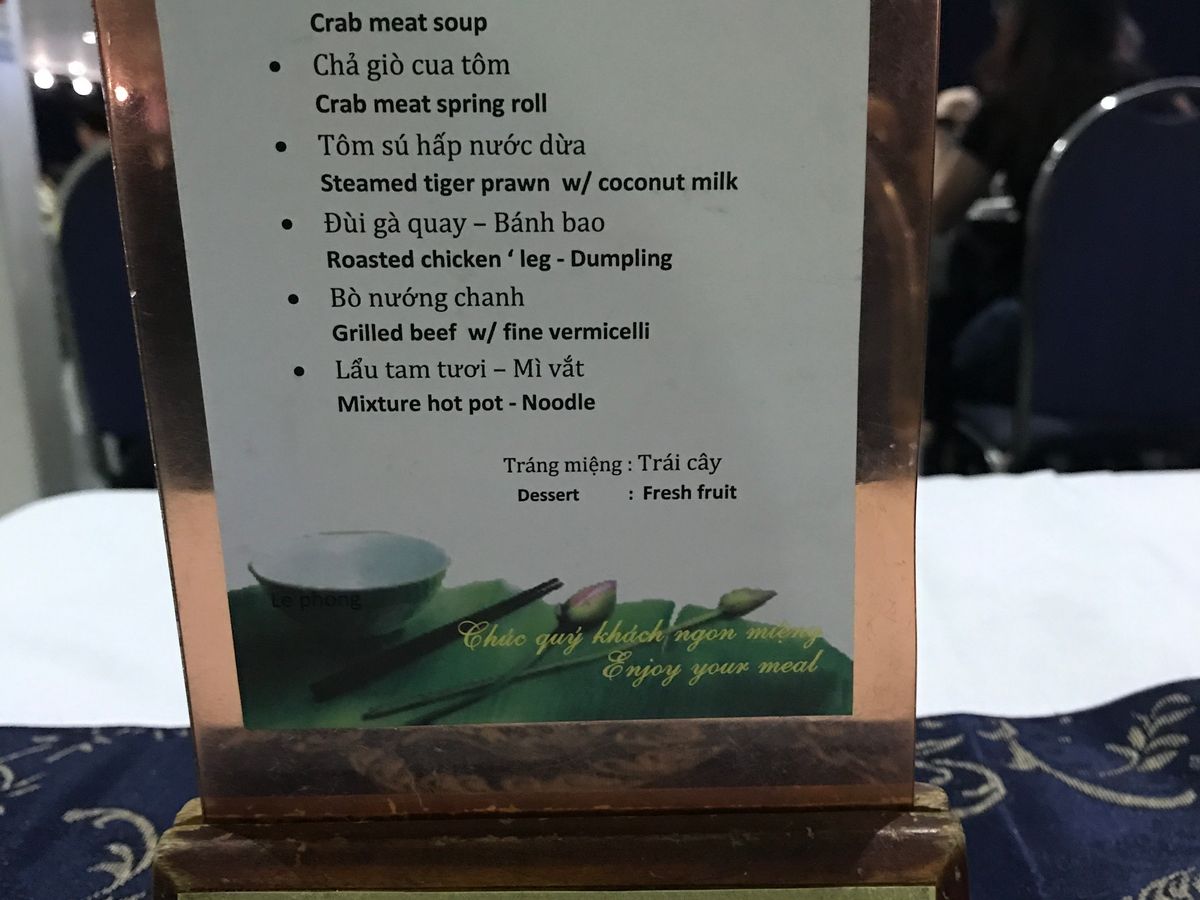 Crab meat soup
• Chả giò cua tôm
Crab meat spring roll
• Tôm sú hấp nước dừa
Steamed tiger prawn w/ coconut milk
• Đùi gà quay – Bánh bao
Roasted chicken ‘ leg - Dumpling
• Bò nướng chanh
Grilled beef w/ fine vermicelli
• Lẩu tam tươi – Mì vắt
Mixture hot pot - Noodle
Tráng miệng : Trái cây
Dessert : Fresh fruit
Le phong
Chúc quý khách ngon miệng
Enjoy your meal